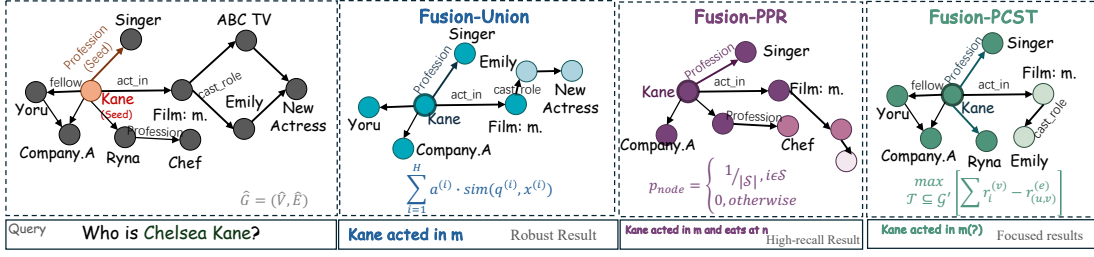 Singer
ABC TV
Profession
(Seed)
fellow
act_in
cast_role
Yoru
Kane
(Seed)
Film: m.
Emily
New
Actress
Company.A
Ryna
Profession
Chef
Ĝ = (V̂, Ê)
Query
Who is Chelsea Kane?
Fusion-Union
Singer
Profession
Emily
act_in
cast_role
Yoru
Kane
Film: m.
New
Actress
Company.A
\sum_{i=1}^{H} a^{(i)} · sim(q^{(i)}, x^{(i)})
Kane acted in m
Robust Result
Fusion-PPR
Singer
Profession
act_in
Kane
Film: m.
Profession
Company.A
Chef
p_{node} = { 1/|S|, iϵS
0, otherwise
Kane acted in m and eats at n
High-recall Result
Fusion-PCST
Singer
Profession
fellow
act_in
Film: m.
Yoru
Kane
cast_role
Company.A
Ryna
Emily
max
T ⊆ G′ [∑ r_i^{(v)} − r_{(u,v)}^{(e)}]
Kane acted in m(?)
Focused results